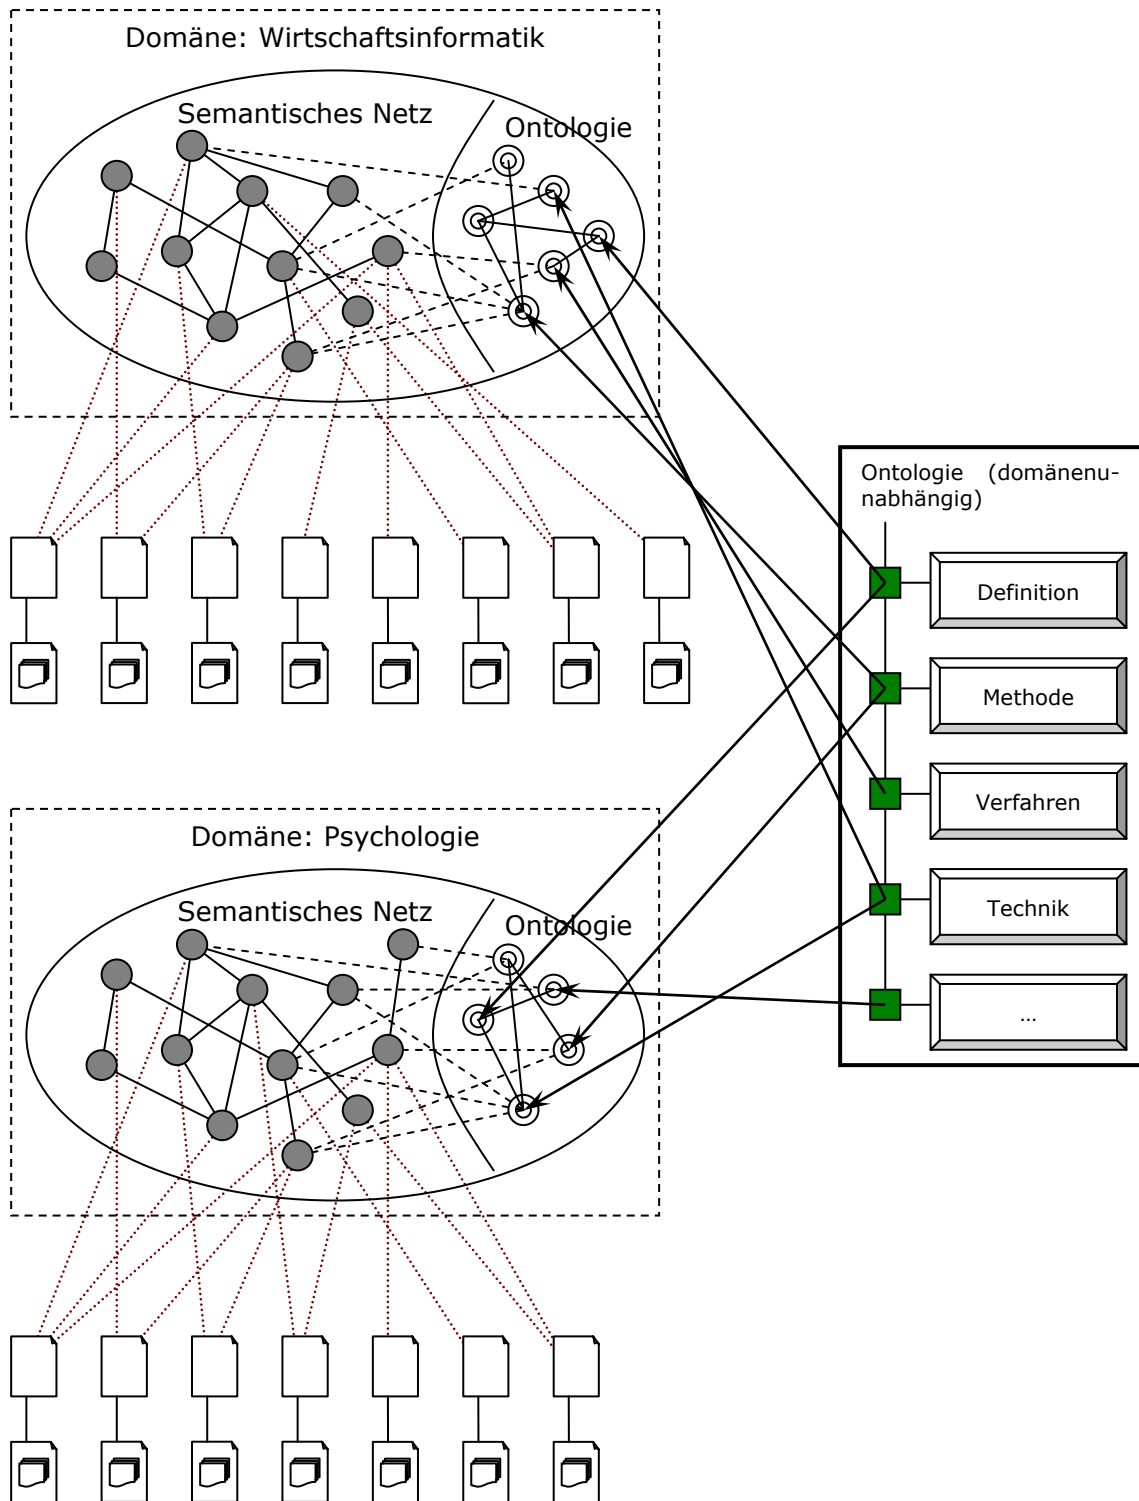 Domäne: Wirtschaftsinformatik
Semantisches Netz
Ontologie
Ontologie (domänenu-
nabhängig)
Definition
Methode
Verfahren
Technik
...
Domäne: Psychologie
Semantisches Netz
Ontologie